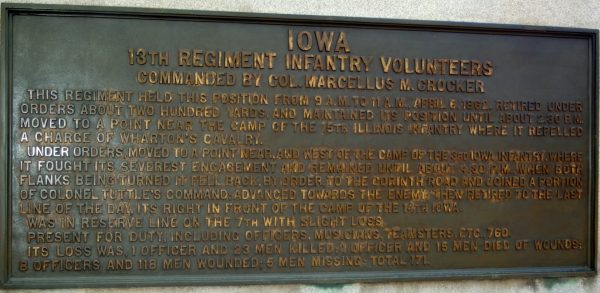 IOWA
13TH REGIMENT INFANTRY VOLUNTEERS
COMMANDED BY COL. MARCELLUS M. CROCKER
THIS REGIMENT HELD THIS POSITION FROM 9 A.M. TO 11 A.M., APRIL 6, 1862. RETIRED UNDER
ORDERS ABOUT TWO HUNDRED YARDS, AND MAINTAINED ITS POSITION UNTIL ABOUT 2:30 P.M.
MOVED TO A POINT NEAR THE CAMP OF THE 15TH. ILLINOIS INFANTRY WHERE IT REPELLED
A CHARGE OF WHARTON'S CAVALRY.
UNDER ORDERS, MOVED TO A POINT NEAR, AND WEST OF THE CAMP OF THE 3RD IOWA INFANTRY, WHERE
IT FOUGHT ITS SEVEREST ENGAGEMENT AND REMAINED UNTIL ABOUT 4:30 P.M. WHEN BOTH
FLANKS BEING TURNED IT FELL BACK, BY ORDER TO THE CORINTH ROAD AND JOINED A PORTION
OF COLONEL TUTTLE'S COMMAND, ADVANCED TOWARDS THE ENEMY, THEN RETIRED TO THE LAST
LINE OF THE DAY, ITS RIGHT IN FRONT OF THE CAMP OF THE 14TH IOWA.
WAS IN RESERVE LINE ON THE 7TH WITH SLIGHT LOSS.
PRESENT FOR DUTY, INCLUDING OFFICERS, MUSICIANS, TEAMSTERS, ETC. 760.
ITS LOSS WAS, 1 OFFICER AND 23 MEN KILLED; 1 OFFICER AND 15 MEN DIED OF WOUNDS;
8 OFFICERS, AND 118 MEN WOUNDED; 5 MEN MISSING. TOTAL, 171.